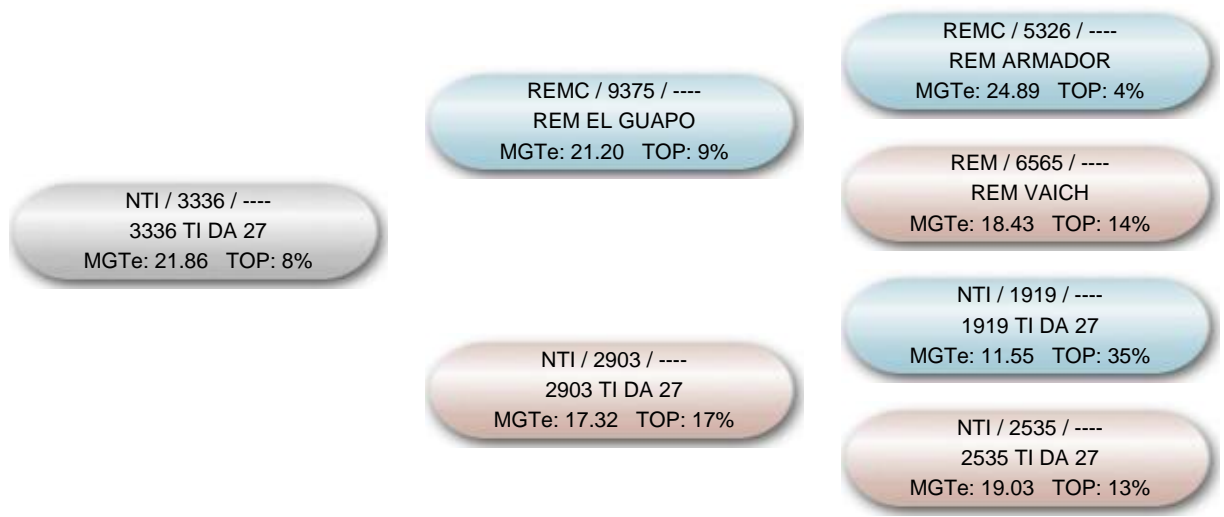 NTI / 3336 / ----
3336 TI DA 27
MGTe: 21.86 TOP: 8%
REMC / 9375 / ----
REM EL GUAPO
MGTe: 21.20 TOP: 9%
NTI / 2903 / ----
2903 TI DA 27
MGTe: 17.32 TOP: 17%
REMC / 5326 / ----
REM ARMADOR
MGTe: 24.89 TOP: 4%
REM / 6565 / ----
REM VAICH
MGTe: 18.43 TOP: 14%
NTI / 1919 / ----
1919 TI DA 27
MGTe: 11.55 TOP: 35%
NTI / 2535 / ----
2535 TI DA 27
MGTe: 19.03 TOP: 13%